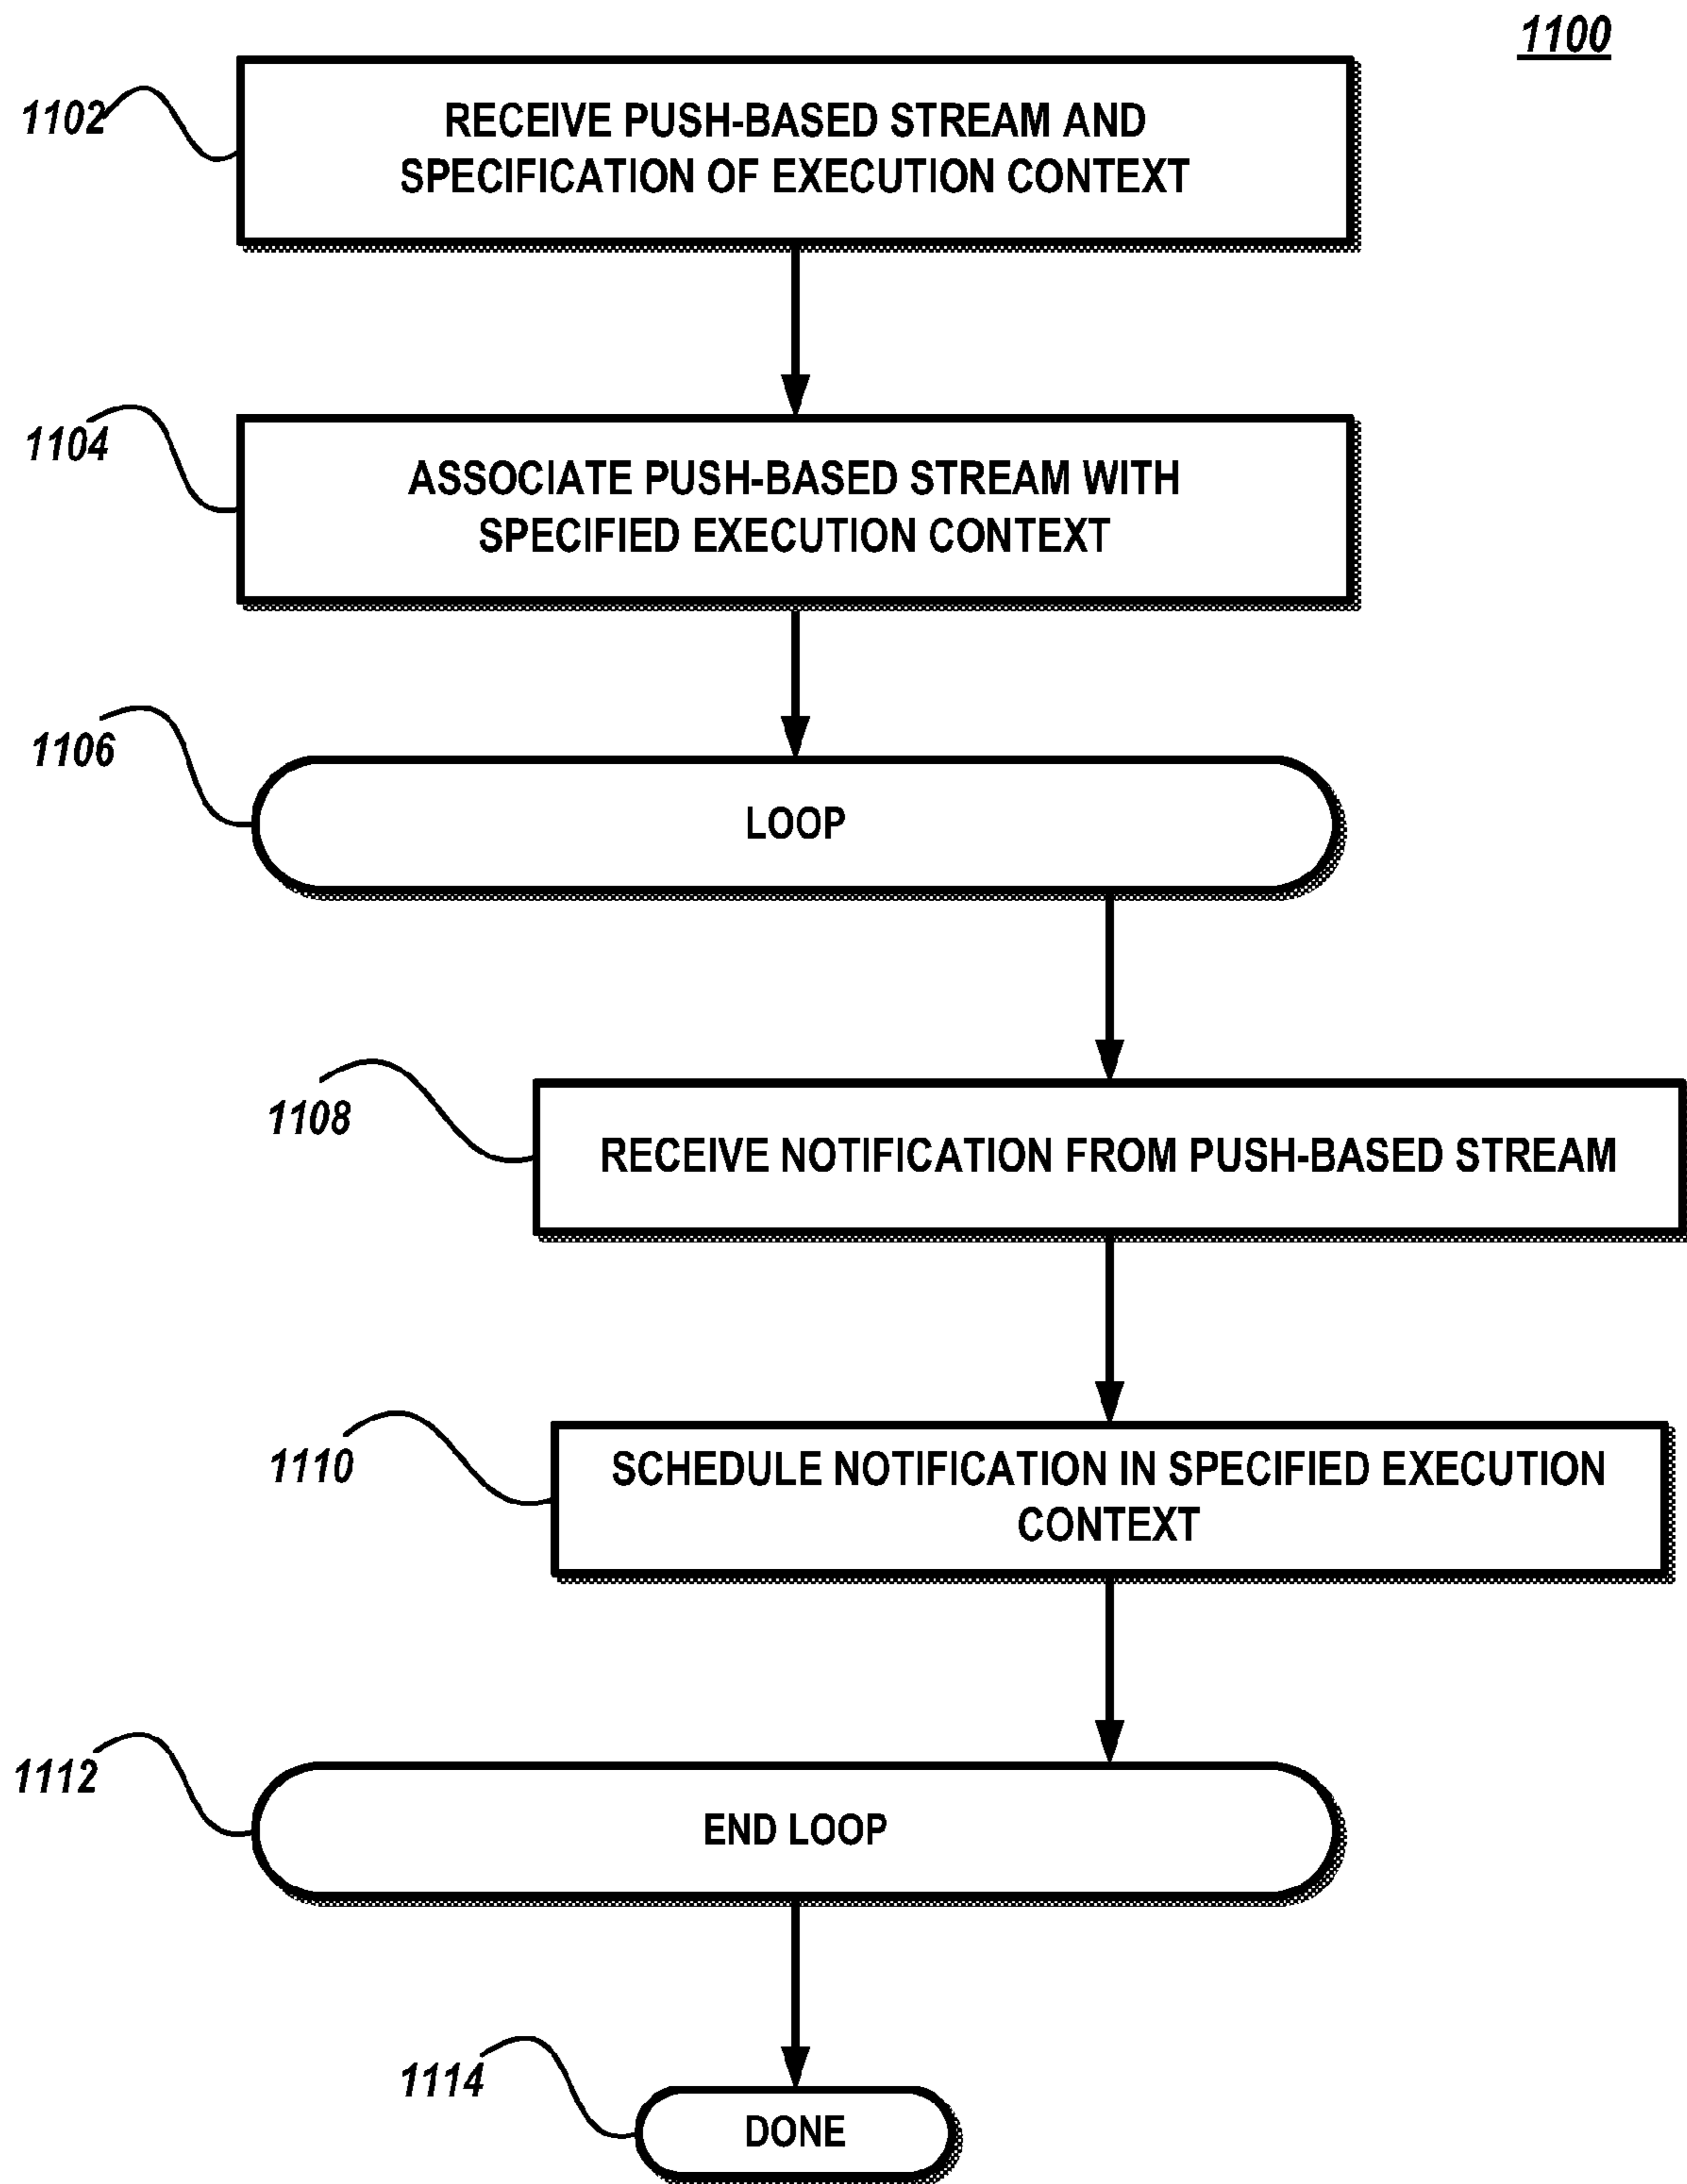 1100
1102
RECEIVE PUSH-BASED STREAM AND
SPECIFICATION OF EXECUTION CONTEXT
1104
ASSOCIATE PUSH-BASED STREAM WITH
SPECIFIED EXECUTION CONTEXT
1106
LOOP
1108
RECEIVE NOTIFICATION FROM PUSH-BASED STREAM
1110
SCHEDULE NOTIFICATION IN SPECIFIED EXECUTION
CONTEXT
1112
END LOOP
1114
DONE